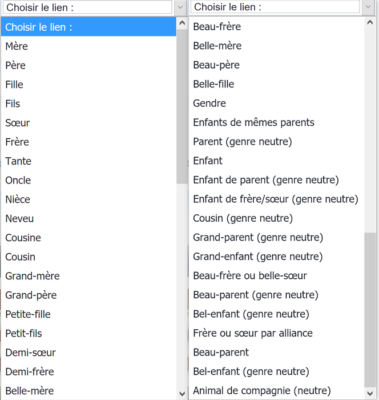 Choisir le lien :
Choisir le lien :
Mère
Père
Fille
Fils
Sœur
Frère
Tante
Oncle
Nièce
Neveu
Cousine
Cousin
Grand-mère
Grand-père
Petite-fille
Petit-fils
Demi-sœur
Demi-frère
Belle-mère
Choisir le lien :
Beau-frère
Belle-mère
Beau-père
Belle-fille
Gendre
Enfants de mêmes parents
Parent (genre neutre)
Enfant
Enfant de parent (genre neutre)
Enfant de frère/sœur (genre neutre)
Cousin (genre neutre)
Grand-parent (genre neutre)
Grand-enfant (genre neutre)
Beau-frère ou belle-sœur
Beau-parent (genre neutre)
Bel-enfant (genre neutre)
Frère ou sœur par alliance
Beau-parent
Bel-enfant (genre neutre)
Animal de compagnie (neutre)